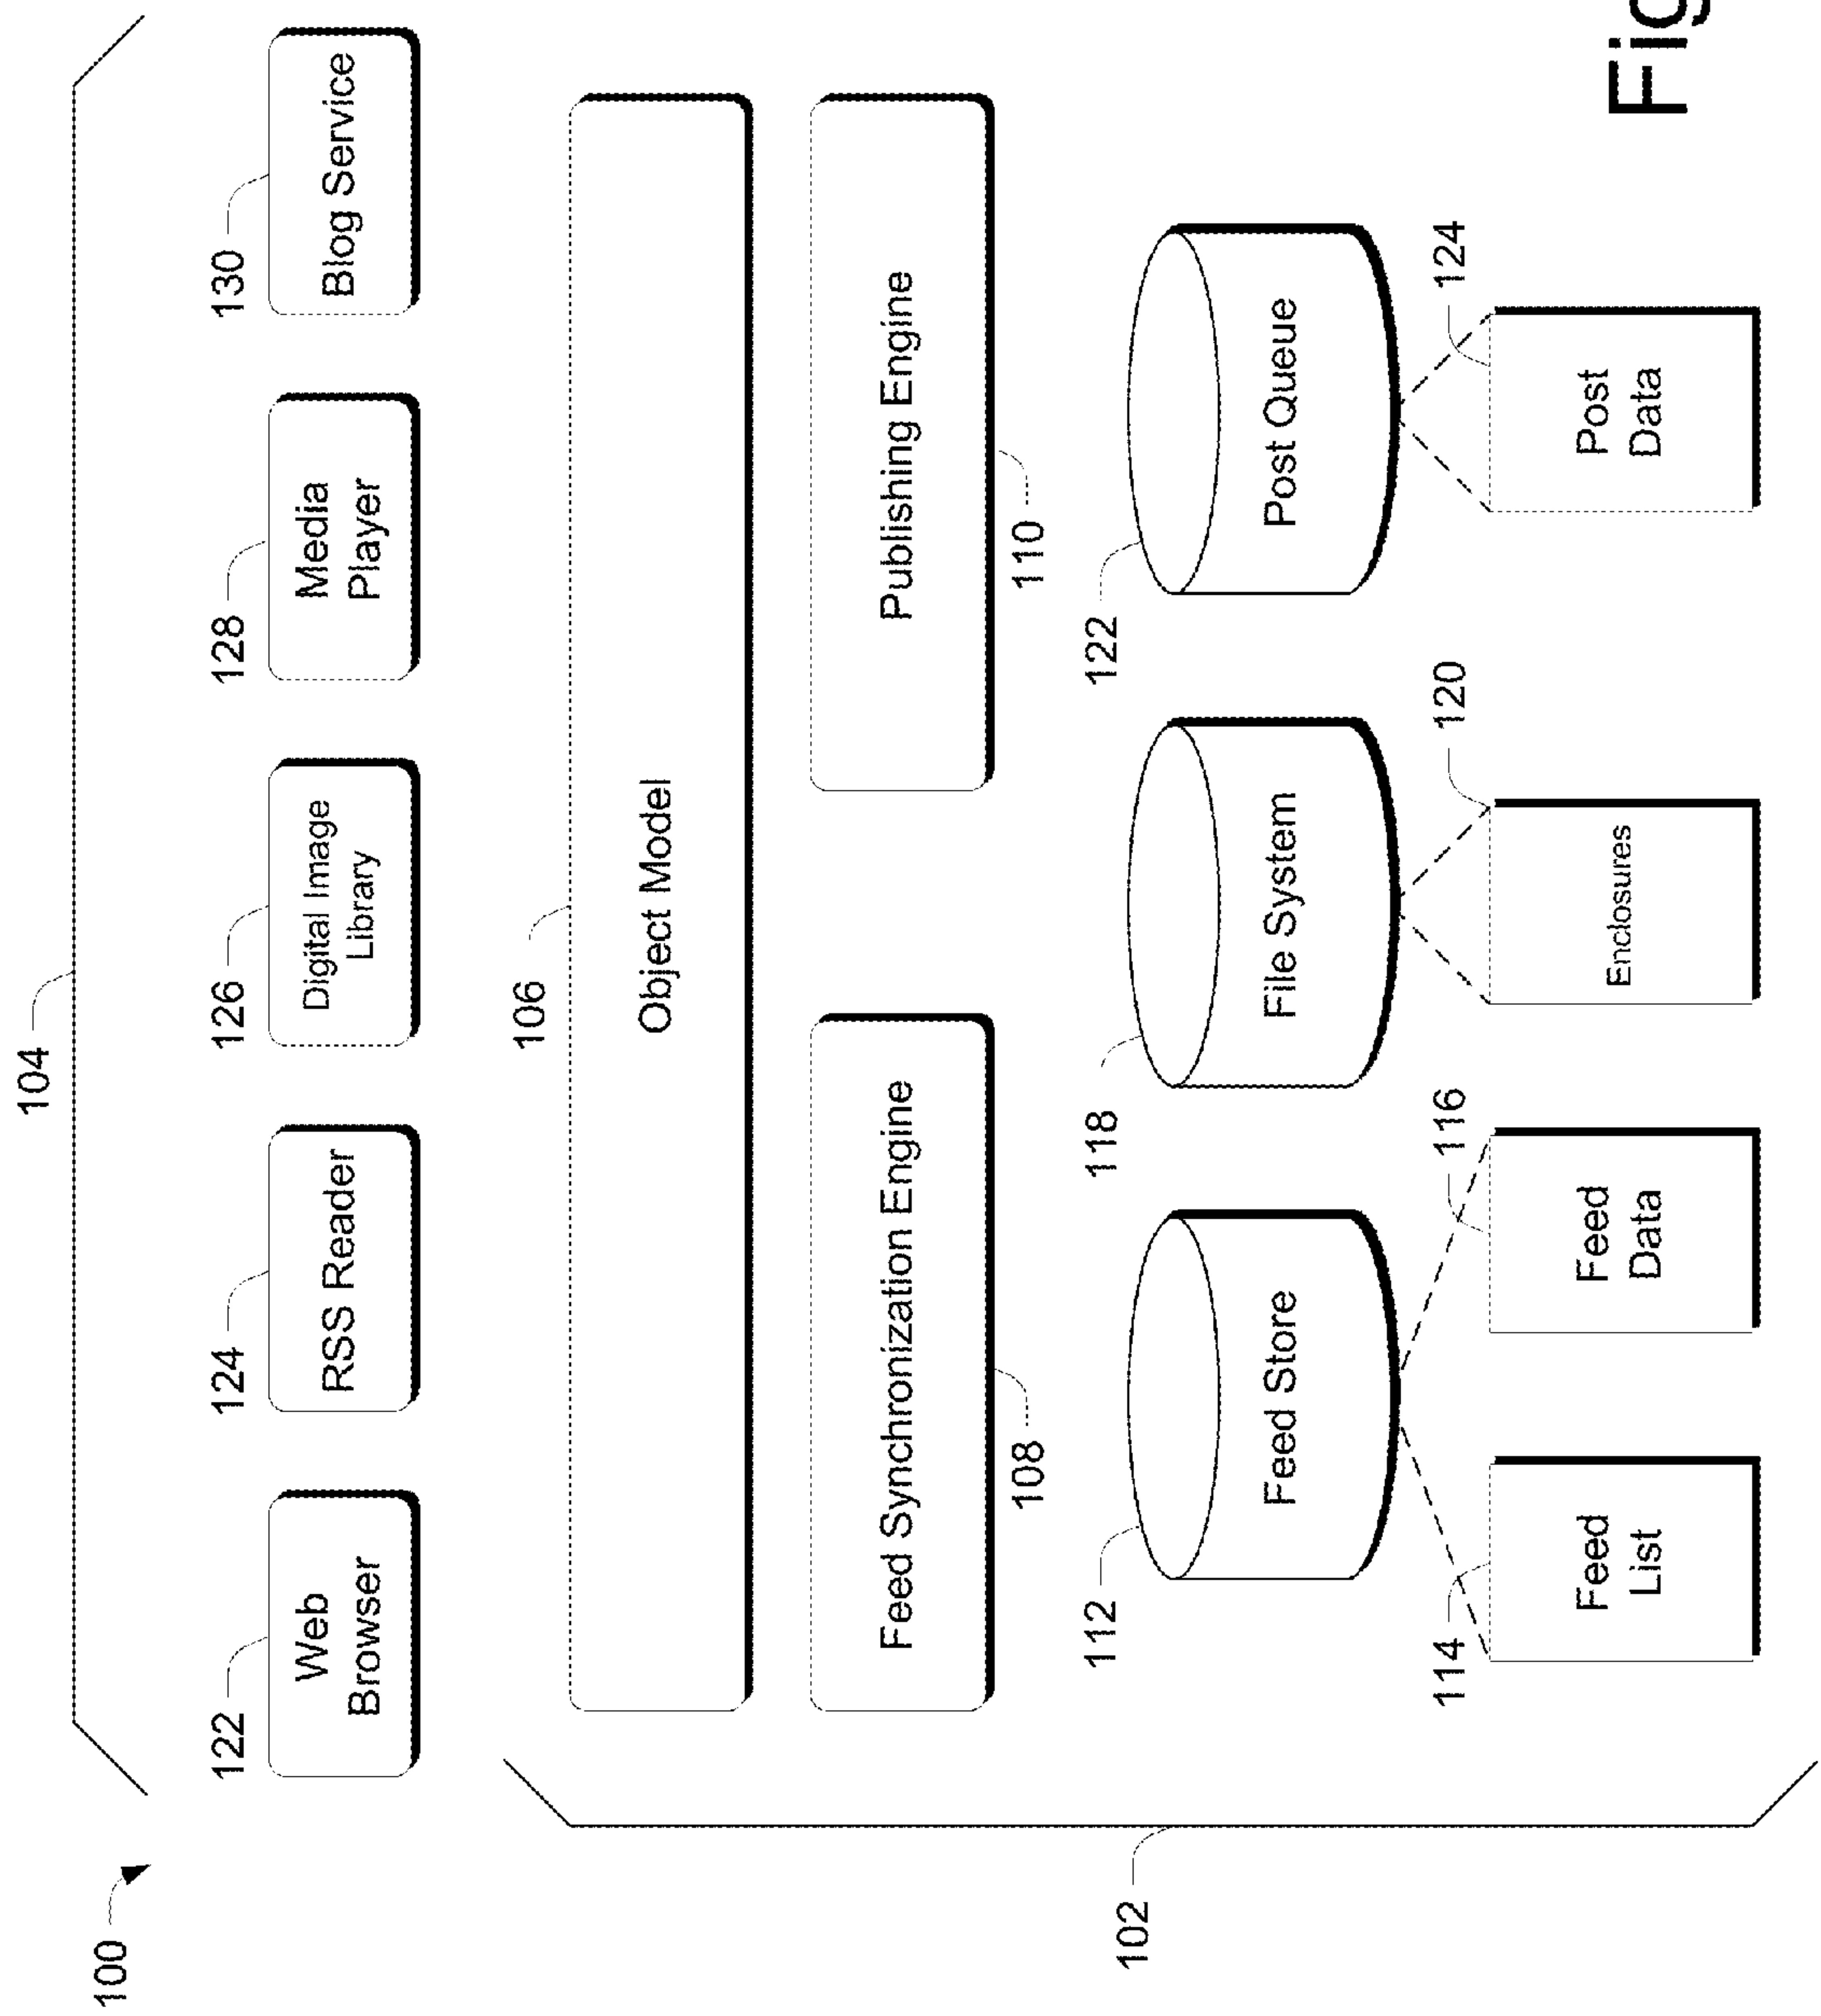 100
104
122
124
126
128
130
Web
Browser
RSS Reader
Digital Image
Library
Media
Player
Blog Service
106
Object Model
102
Feed Synchronization Engine
Publishing Engine
108
110
112
118
122
Feed Store
File System
Post Queue
114
116
120
124
Feed
List
Feed
Data
Enclosures
Post
Data
Fig